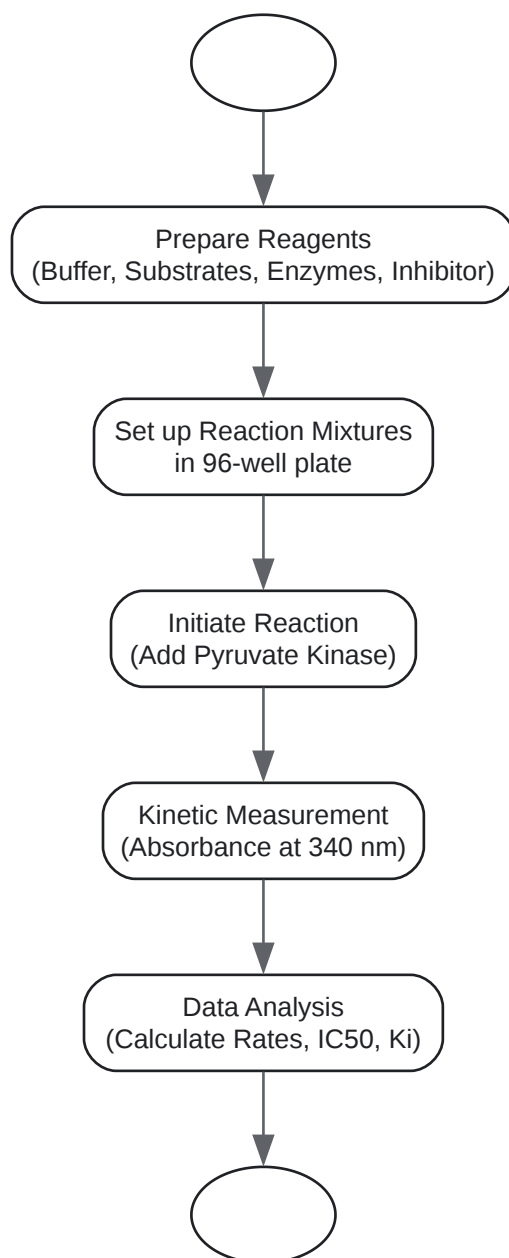 Prepare Reagents
(Buffer, Substrates, Enzymes, Inhibitor)
Set up Reaction Mixtures
in 96-well plate
Initiate Reaction
(Add Pyruvate Kinase)
Kinetic Measurement
(Absorbance at 340 nm)
Data Analysis
(Calculate Rates, IC50, Ki)